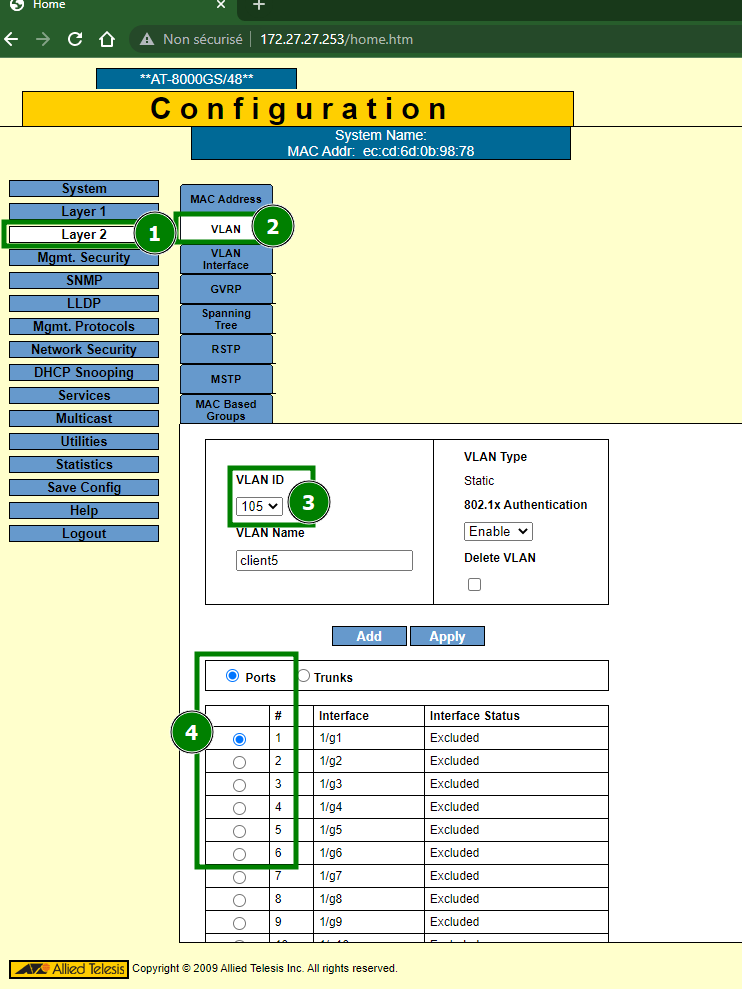 Home
Non sécurisé
172.27.27.253/home.htm
**AT-8000GS/48**
Configuration
System Name:
MAC Addr: ec:cd:6d:0b:98:78
System
Layer 1
Layer 2
1
Mgmt. Security
SNMP
LLDP
Mgmt. Protocols
Network Security
DHCP Snooping
Services
Multicast
Utilities
Statistics
Save Config
Help
Logout
MAC Address
VLAN
2
VLAN
Interface
GVRP
Spanning
Tree
RSTP
MSTP
MAC Based
Groups
VLAN ID
105
3
VLAN Name
client5
VLAN Type
Static
802.1x Authentication
Enable
Delete VLAN
Add Apply
Ports Trunks
4
# Interface Interface Status
1 1/g1 Excluded
2 1/g2 Excluded
3 1/g3 Excluded
4 1/g4 Excluded
5 1/g5 Excluded
6 1/g6 Excluded
7 1/g7 Excluded
8 1/g8 Excluded
9 1/g9 Excluded
Allied Telesis Copyright © 2009 Allied Telesis Inc. All rights reserved.